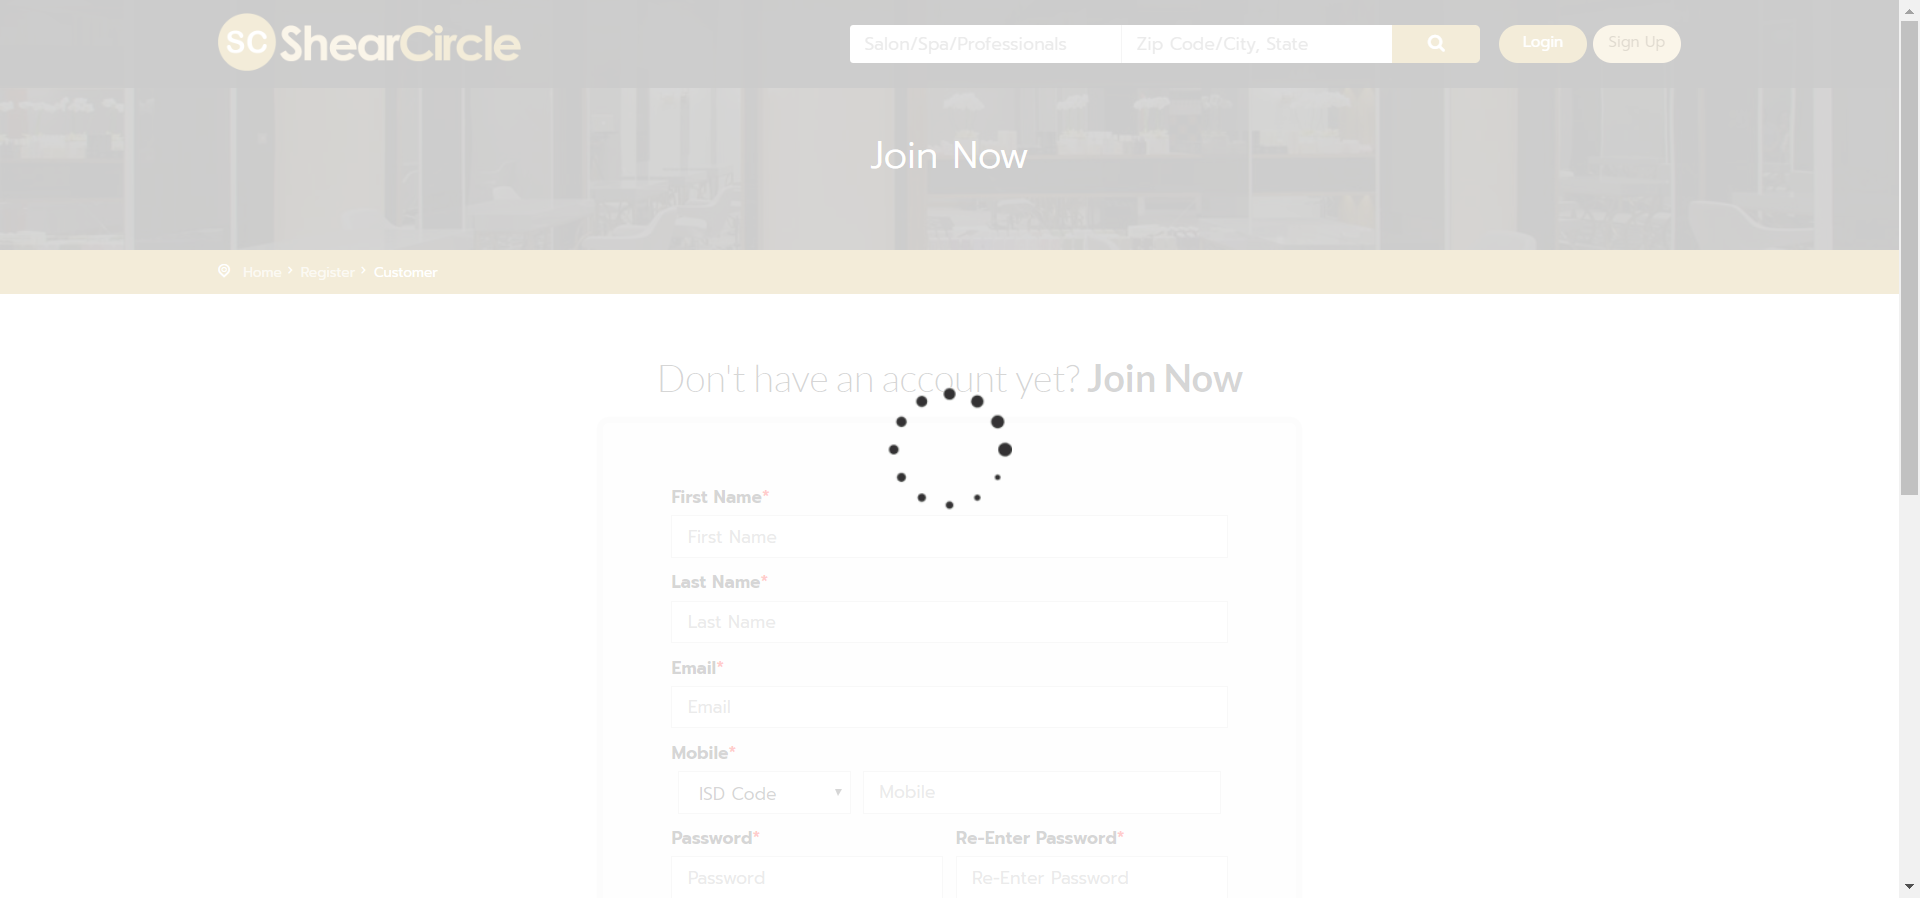 SC ShearCircle
Salon/Spa/Professionals
Zip Code/City, State
Login
Sign Up
Join Now
Home › Register › Customer
Don't have an account yet? Join Now
First Name*
First Name
Last Name*
Last Name
Email*
Email
Mobile*
ISD Code
Mobile
Password*
Re-Enter Password*
Password
Re-Enter Password